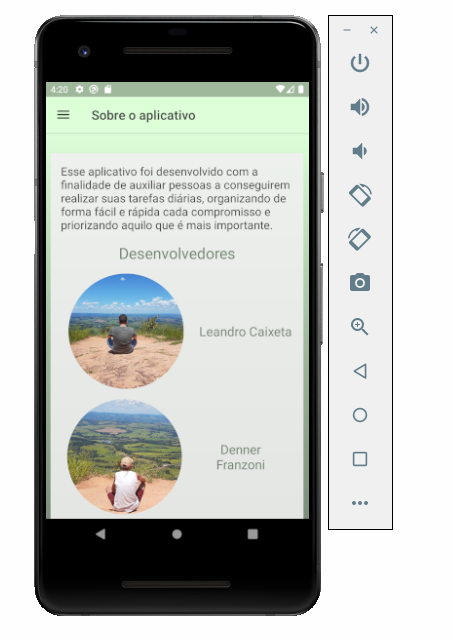 4:20
Sobre o aplicativo
Esse aplicativo foi desenvolvido com a
finalidade de auxiliar pessoas a conseguirem
realizar suas tarefas diárias, organizando de
forma fácil e rápida cada compromisso e
priorizando aquilo que é mais importante.
Desenvolvedores
Leandro Caixeta
Denner
Franzoni